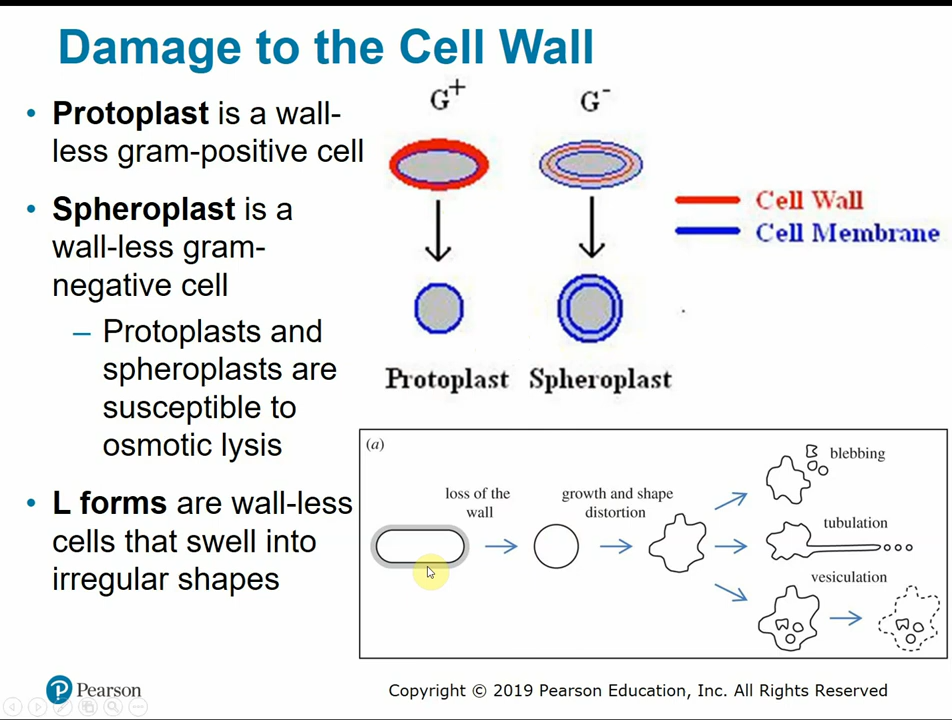 Damage to the Cell Wall
• Protoplast is a wall-
less gram-positive cell
• Spheroplast is a
wall-less gram-
negative cell
– Protoplasts and
spheroplasts are
susceptible to
osmotic lysis
• L forms are wall-less
cells that swell into
irregular shapes
G+
G-
Cell Wall
Cell Membrane
Protoplast
Spheroplast
(a)
loss of the
wall
growth and shape
distortion
blebbing
tubulation
vesiculation
P Pearson
Copyright © 2019 Pearson Education, Inc. All Rights Reserved